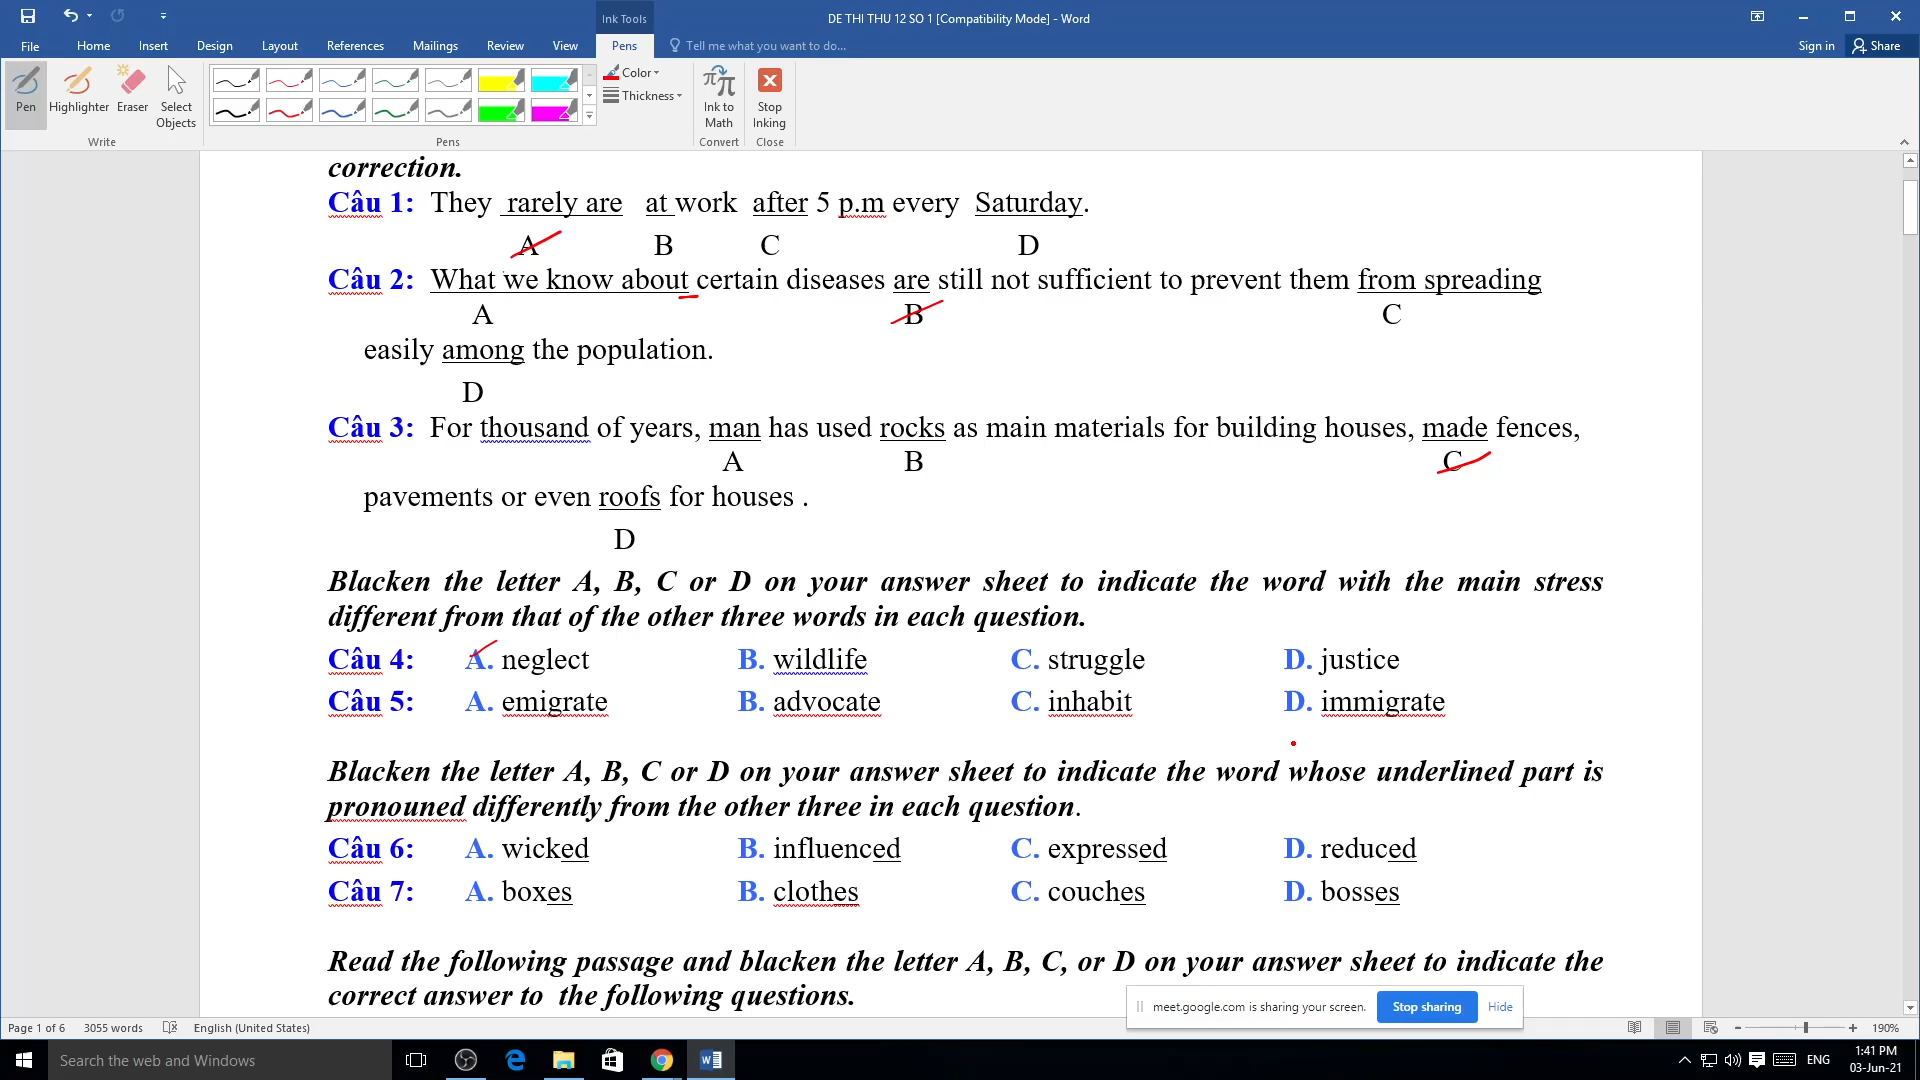 Ink Tools
DE THI THU 12 SO 1 [Compatibility Mode] - Word
File Home Insert Design Layout References Mailings Review View Pens Tell me what you want to do... Sign in Share
Pen Highlighter Eraser Select Objects
Color
Thickness
Ink to Math
Stop Inking
Write Pens Convert Close
correction.
Câu 1: They rarely are at work after 5 p.m every Saturday.
A B C D
Câu 2: What we know about certain diseases are still not sufficient to prevent them from spreading
A B C
easily among the population.
D
Câu 3: For thousand of years, man has used rocks as main materials for building houses, made fences,
A B C
pavements or even roofs for houses .
D
Blacken the letter A, B, C or D on your answer sheet to indicate the word with the main stress
different from that of the other three words in each question.
Câu 4: A. neglect B. wildlife C. struggle D. justice
Câu 5: A. emigrate B. advocate C. inhabit D. immigrate
Blacken the letter A, B, C or D on your answer sheet to indicate the word whose underlined part is
pronouned differently from the other three in each question.
Câu 6: A. wicked B. influenced C. expressed D. reduced
Câu 7: A. boxes B. clothes C. couches D. bosses
Read the following passage and blacken the letter A, B, C, or D on your answer sheet to indicate the
correct answer to the following questions.
meet.google.com is sharing your screen. Stop sharing Hide
Page 1 of 6 3055 words English (United States) 190%
Search the web and Windows
ENG
1:41 PM
03-Jun-21